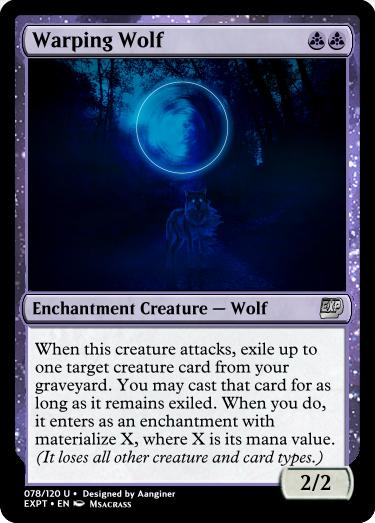 Warping Wolf
Enchantment Creature — Wolf
EXP
When this creature attacks, exile up to
one target creature card from your
graveyard. You may cast that card for as
long as it remains exiled. When you do,
it enters as an enchantment with
materialize X, where X is its mana value.
(It loses all other creature and card types.)
2/2
078/120 U • Designed by Aanginer
EXPT • EN Msacrass